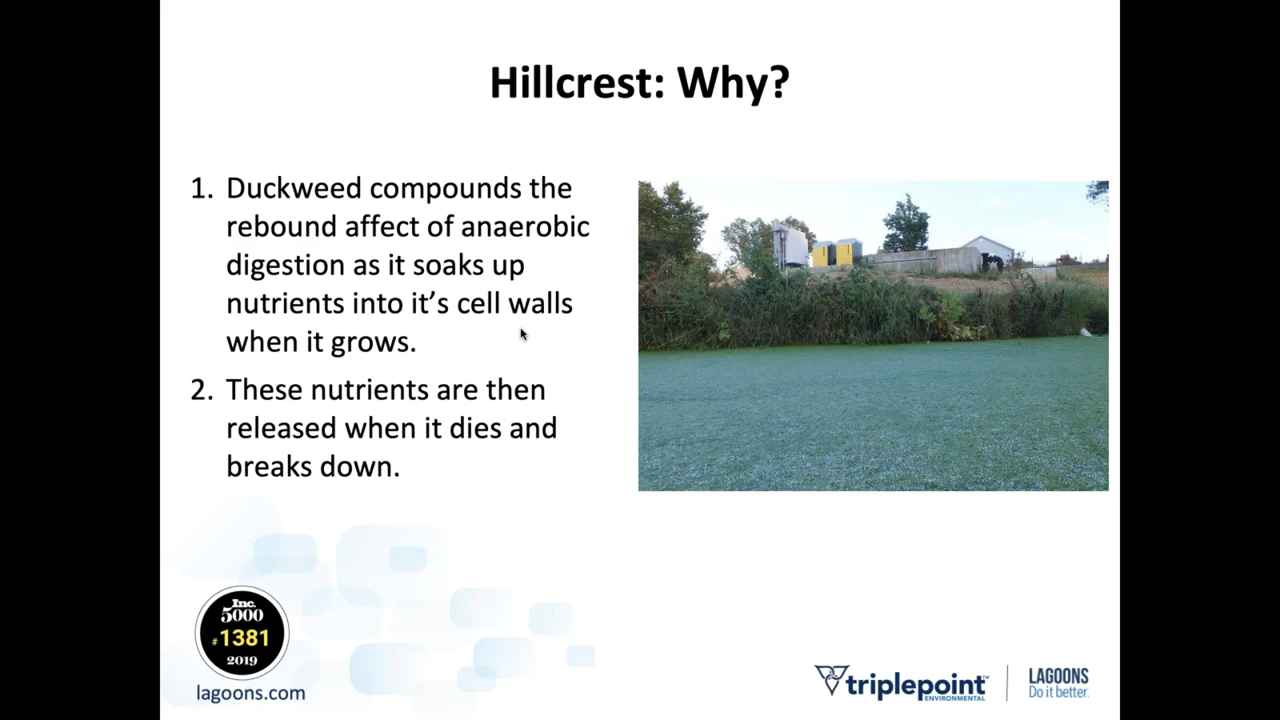 Hillcrest: Why?
1. Duckweed compounds the
rebound affect of anaerobic
digestion as it soaks up
nutrients into it’s cell walls
when it grows.
2. These nutrients are then
released when it dies and
breaks down.
Inc.
5000
#1381
2019
lagoons.com
triplepoint™
ENVIRONMENTAL
LAGOONS
Do it better.